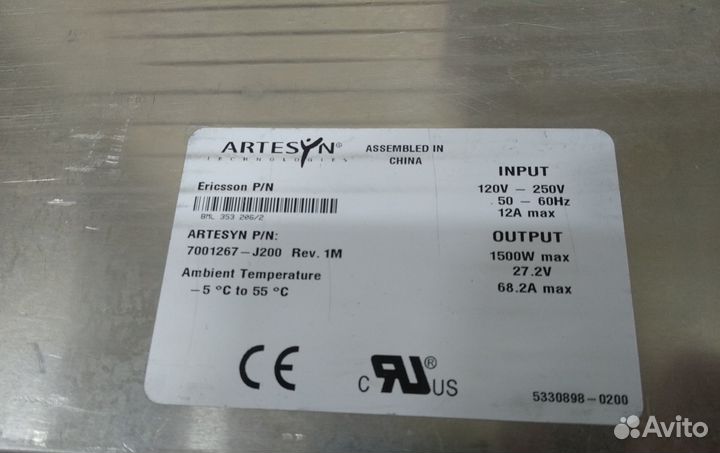 ARTESYN®
TECHNOLOGIES
ASSEMBLED IN
CHINA
Ericsson P/N
BML 353 206/2
ARTESYN P/N:
7001267-J200 Rev. 1M
Ambient Temperature
-5 °C to 55 °C
INPUT
120V - 250V
50 - 60Hz
12A max
OUTPUT
1500W max
27.2V
68.2A max
CE
c RU® US
5330898-0200
Avito